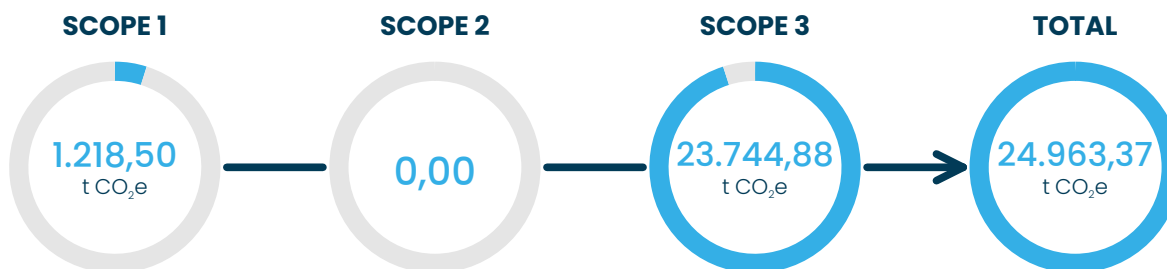 SCOPE 1
1.218,50
t CO₂e
SCOPE 2
0,00
SCOPE 3
23.744,88
t CO₂e
TOTAL
24.963,37
t CO₂e